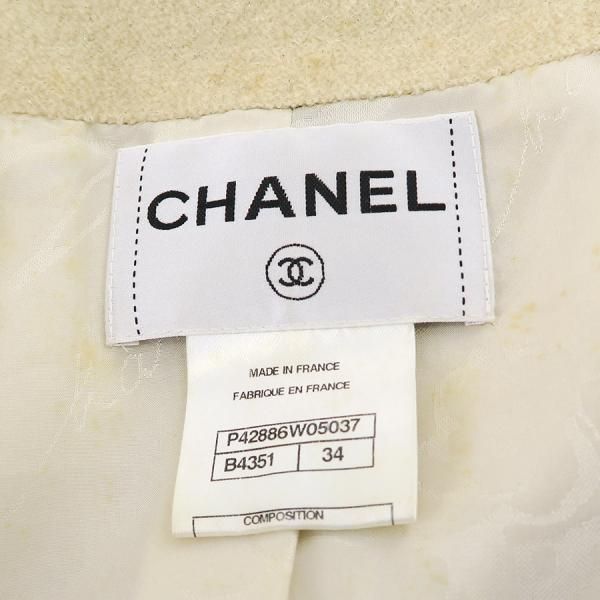 CHANEL
MADE IN FRANCE
FABRIQUE EN FRANCE
P42886W05037
B4351 34
COMPOSITION